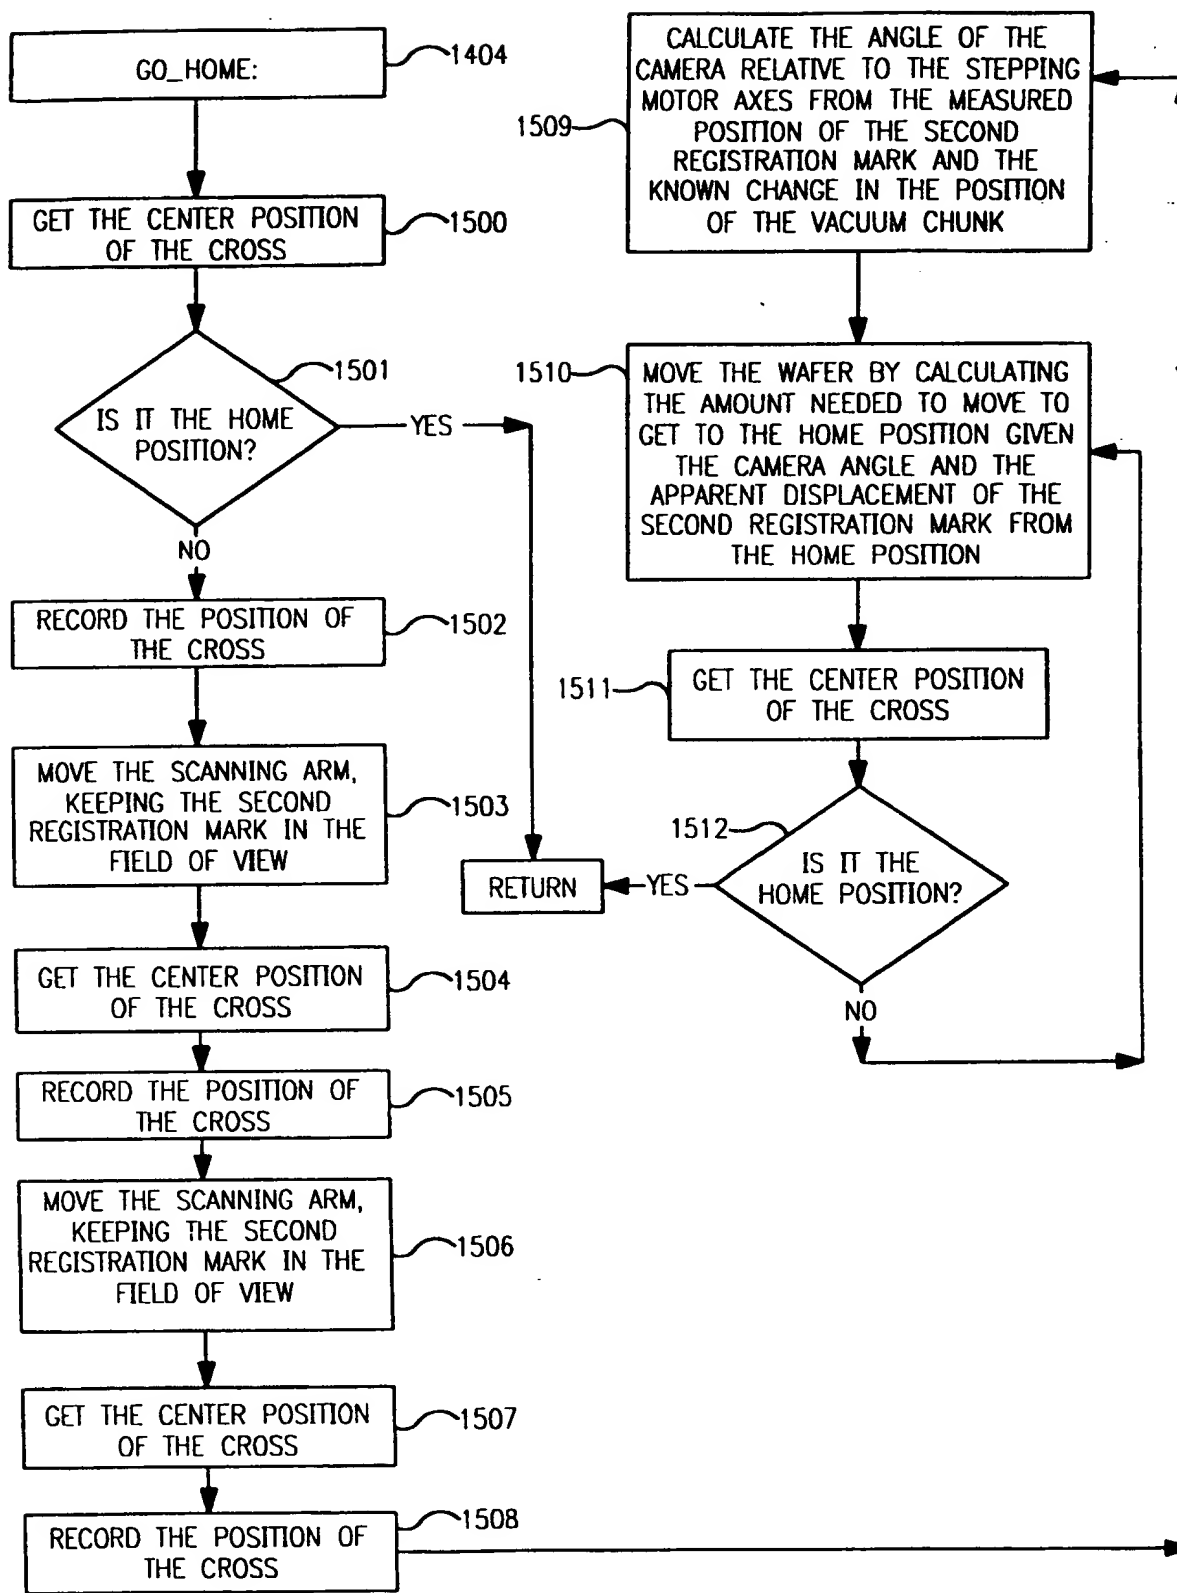 GO_HOME:
1404
GET THE CENTER POSITION
OF THE CROSS
1500
IS IT THE HOME
POSITION?
1501
YES
NO
RECORD THE POSITION OF
THE CROSS
1502
MOVE THE SCANNING ARM,
KEEPING THE SECOND
REGISTRATION MARK IN THE
FIELD OF VIEW
1503
GET THE CENTER POSITION
OF THE CROSS
1504
RECORD THE POSITION OF
THE CROSS
1505
MOVE THE SCANNING ARM,
KEEPING THE SECOND
REGISTRATION MARK IN THE
FIELD OF VIEW
1506
GET THE CENTER POSITION
OF THE CROSS
1507
RECORD THE POSITION OF
THE CROSS
1508
CALCULATE THE ANGLE OF THE
CAMERA RELATIVE TO THE STEPPING
MOTOR AXES FROM THE MEASURED
POSITION OF THE SECOND
REGISTRATION MARK AND THE
KNOWN CHANGE IN THE POSITION
OF THE VACUUM CHUNK
1509
MOVE THE WAFER BY CALCULATING
THE AMOUNT NEEDED TO MOVE TO
GET TO THE HOME POSITION GIVEN
THE CAMERA ANGLE AND THE
APPARENT DISPLACEMENT OF THE
SECOND REGISTRATION MARK FROM
THE HOME POSITION
1510
GET THE CENTER POSITION
OF THE CROSS
1511
IS IT THE
HOME POSITION?
1512
YES
RETURN
NO